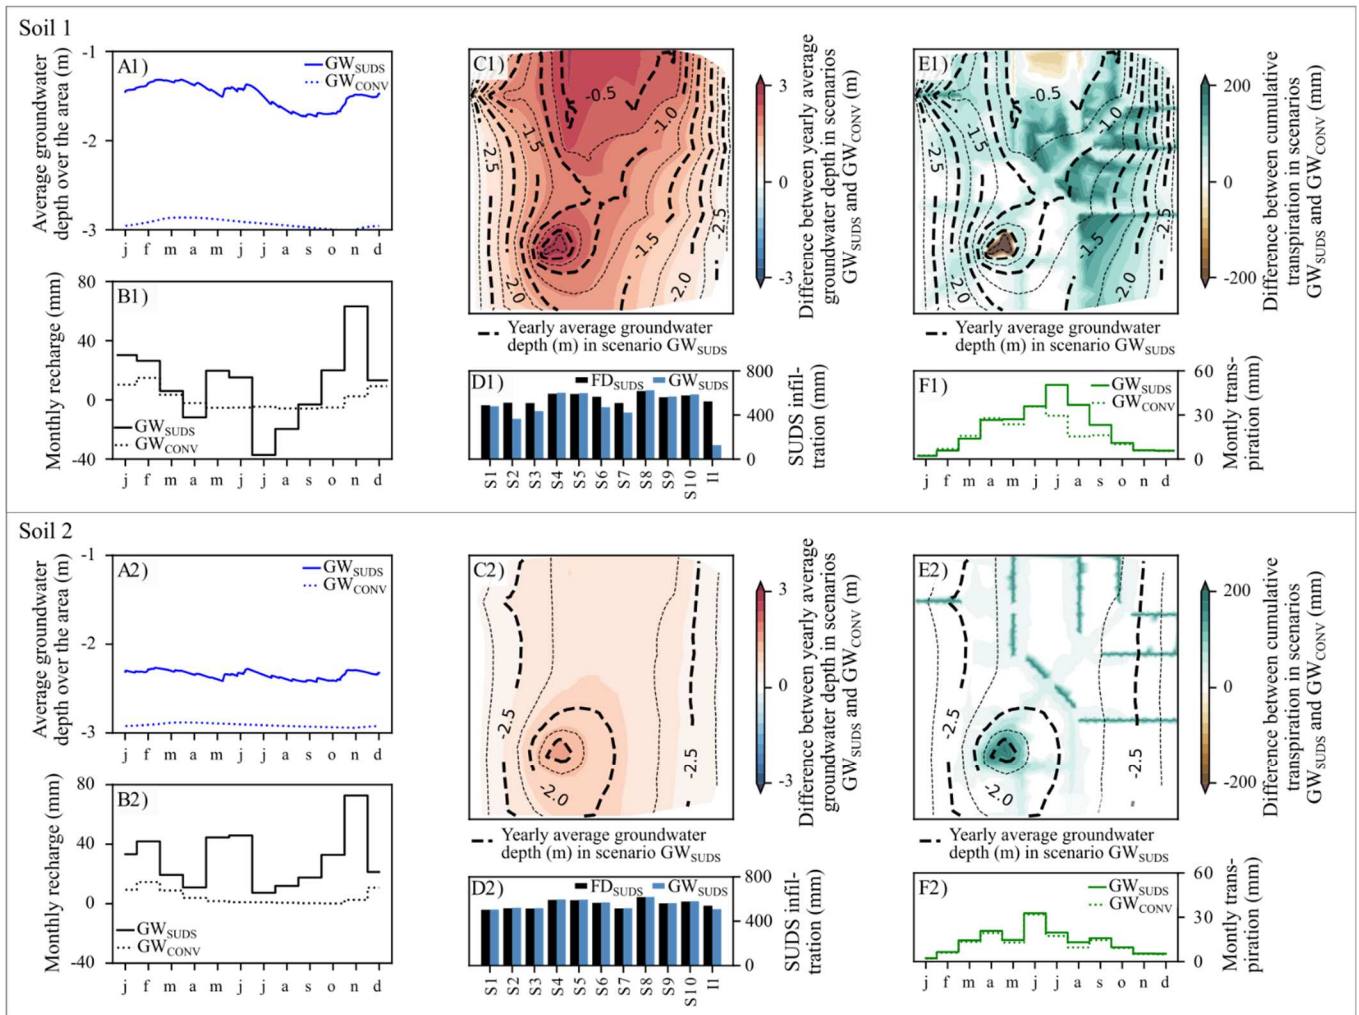 Soil 1
Average groundwater
depth over the area (m)
-1
-2
-3
A1)
GWSUDS
GWCONV
j f m a m j j a s o n d
Monthly recharge (mm)
80
40
0
-40
B1)
GWSUDS
GWCONV
j f m a m j j a s o n d
C1)
-0.5
-1.0
-1.5
-2.5
-1.5
-2.0
-2.0
-2.5
3
0
-3
Difference between yearly average
groundwater depth in scenarios
GWSUDS and GWCONV (m)
Yearly average groundwater
depth (m) in scenario GWSUDS
D1)
FDSUDS
GWSUDS
800
400
0
SUDS infil-
tration (mm)
S1 S2 S3 S4 S5 S6 S7 S8 S9 S10 I1
E1)
-0.5
-1.0
-1.5
-2.5
-1.5
-2.0
-2.0
-2.5
200
0
-200
Difference between cumulative
transpiration in scenarios
GWSUDS and GWCONV (mm)
Yearly average groundwater
depth (m) in scenario GWSUDS
F1)
GWSUDS
GWCONV
60
30
0
Montly trans-
piration (mm)
j f m a m j j a s o n d
Soil 2
Average groundwater
depth over the area (m)
-1
-2
-3
A2)
GWSUDS
GWCONV
j f m a m j j a s o n d
Monthly recharge (mm)
80
40
0
-40
B2)
GWSUDS
GWCONV
j f m a m j j a s o n d
C2)
-2.5
-2.0
-2.5
3
0
-3
Difference between yearly average
groundwater depth in scenarios
GWSUDS and GWCONV (m)
Yearly average groundwater
depth (m) in scenario GWSUDS
D2)
FDSUDS
GWSUDS
800
400
0
SUDS infil-
tration (mm)
S1 S2 S3 S4 S5 S6 S7 S8 S9 S10 I1
E2)
-2.5
-2.0
-2.5
200
0
-200
Difference between cumulative
transpiration in scenarios
GWSUDS and GWCONV (mm)
Yearly average groundwater
depth (m) in scenario GWSUDS
F2)
GWSUDS
GWCONV
60
30
0
Montly trans-
piration (mm)
j f m a m j j a s o n d